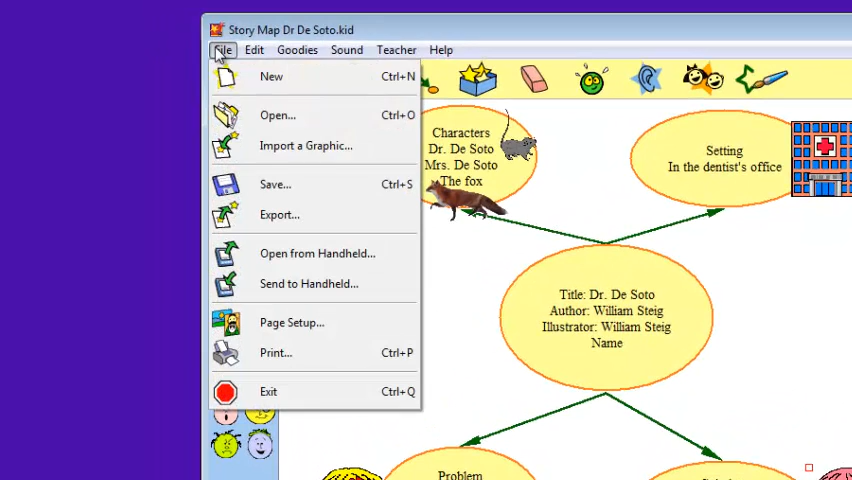 Story Map Dr De Soto.kid
File Edit Goodies Sound Teacher Help
New Ctrl+N
Open... Ctrl+O
Import a Graphic...
Save... Ctrl+S
Export...
Open from Handheld...
Send to Handheld...
Page Setup...
Print... Ctrl+P
Exit Ctrl+Q
Characters
Dr. De Soto
Mrs. De Soto
The fox
Setting
In the dentist's office
Title: Dr. De Soto
Author: William Steig
Illustrator: William Steig
Name
Problem